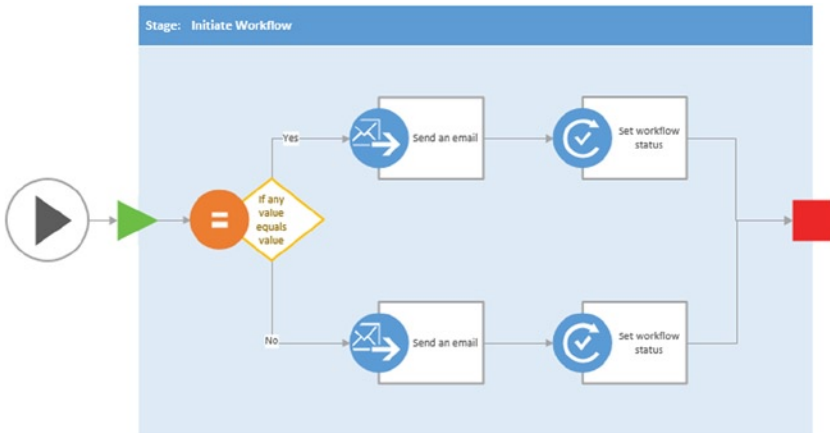 Stage: Initiate Workflow
Yes
Send an email
Set workflow
status
If any
value
equals
value
No
Send an email
Set workflow
status